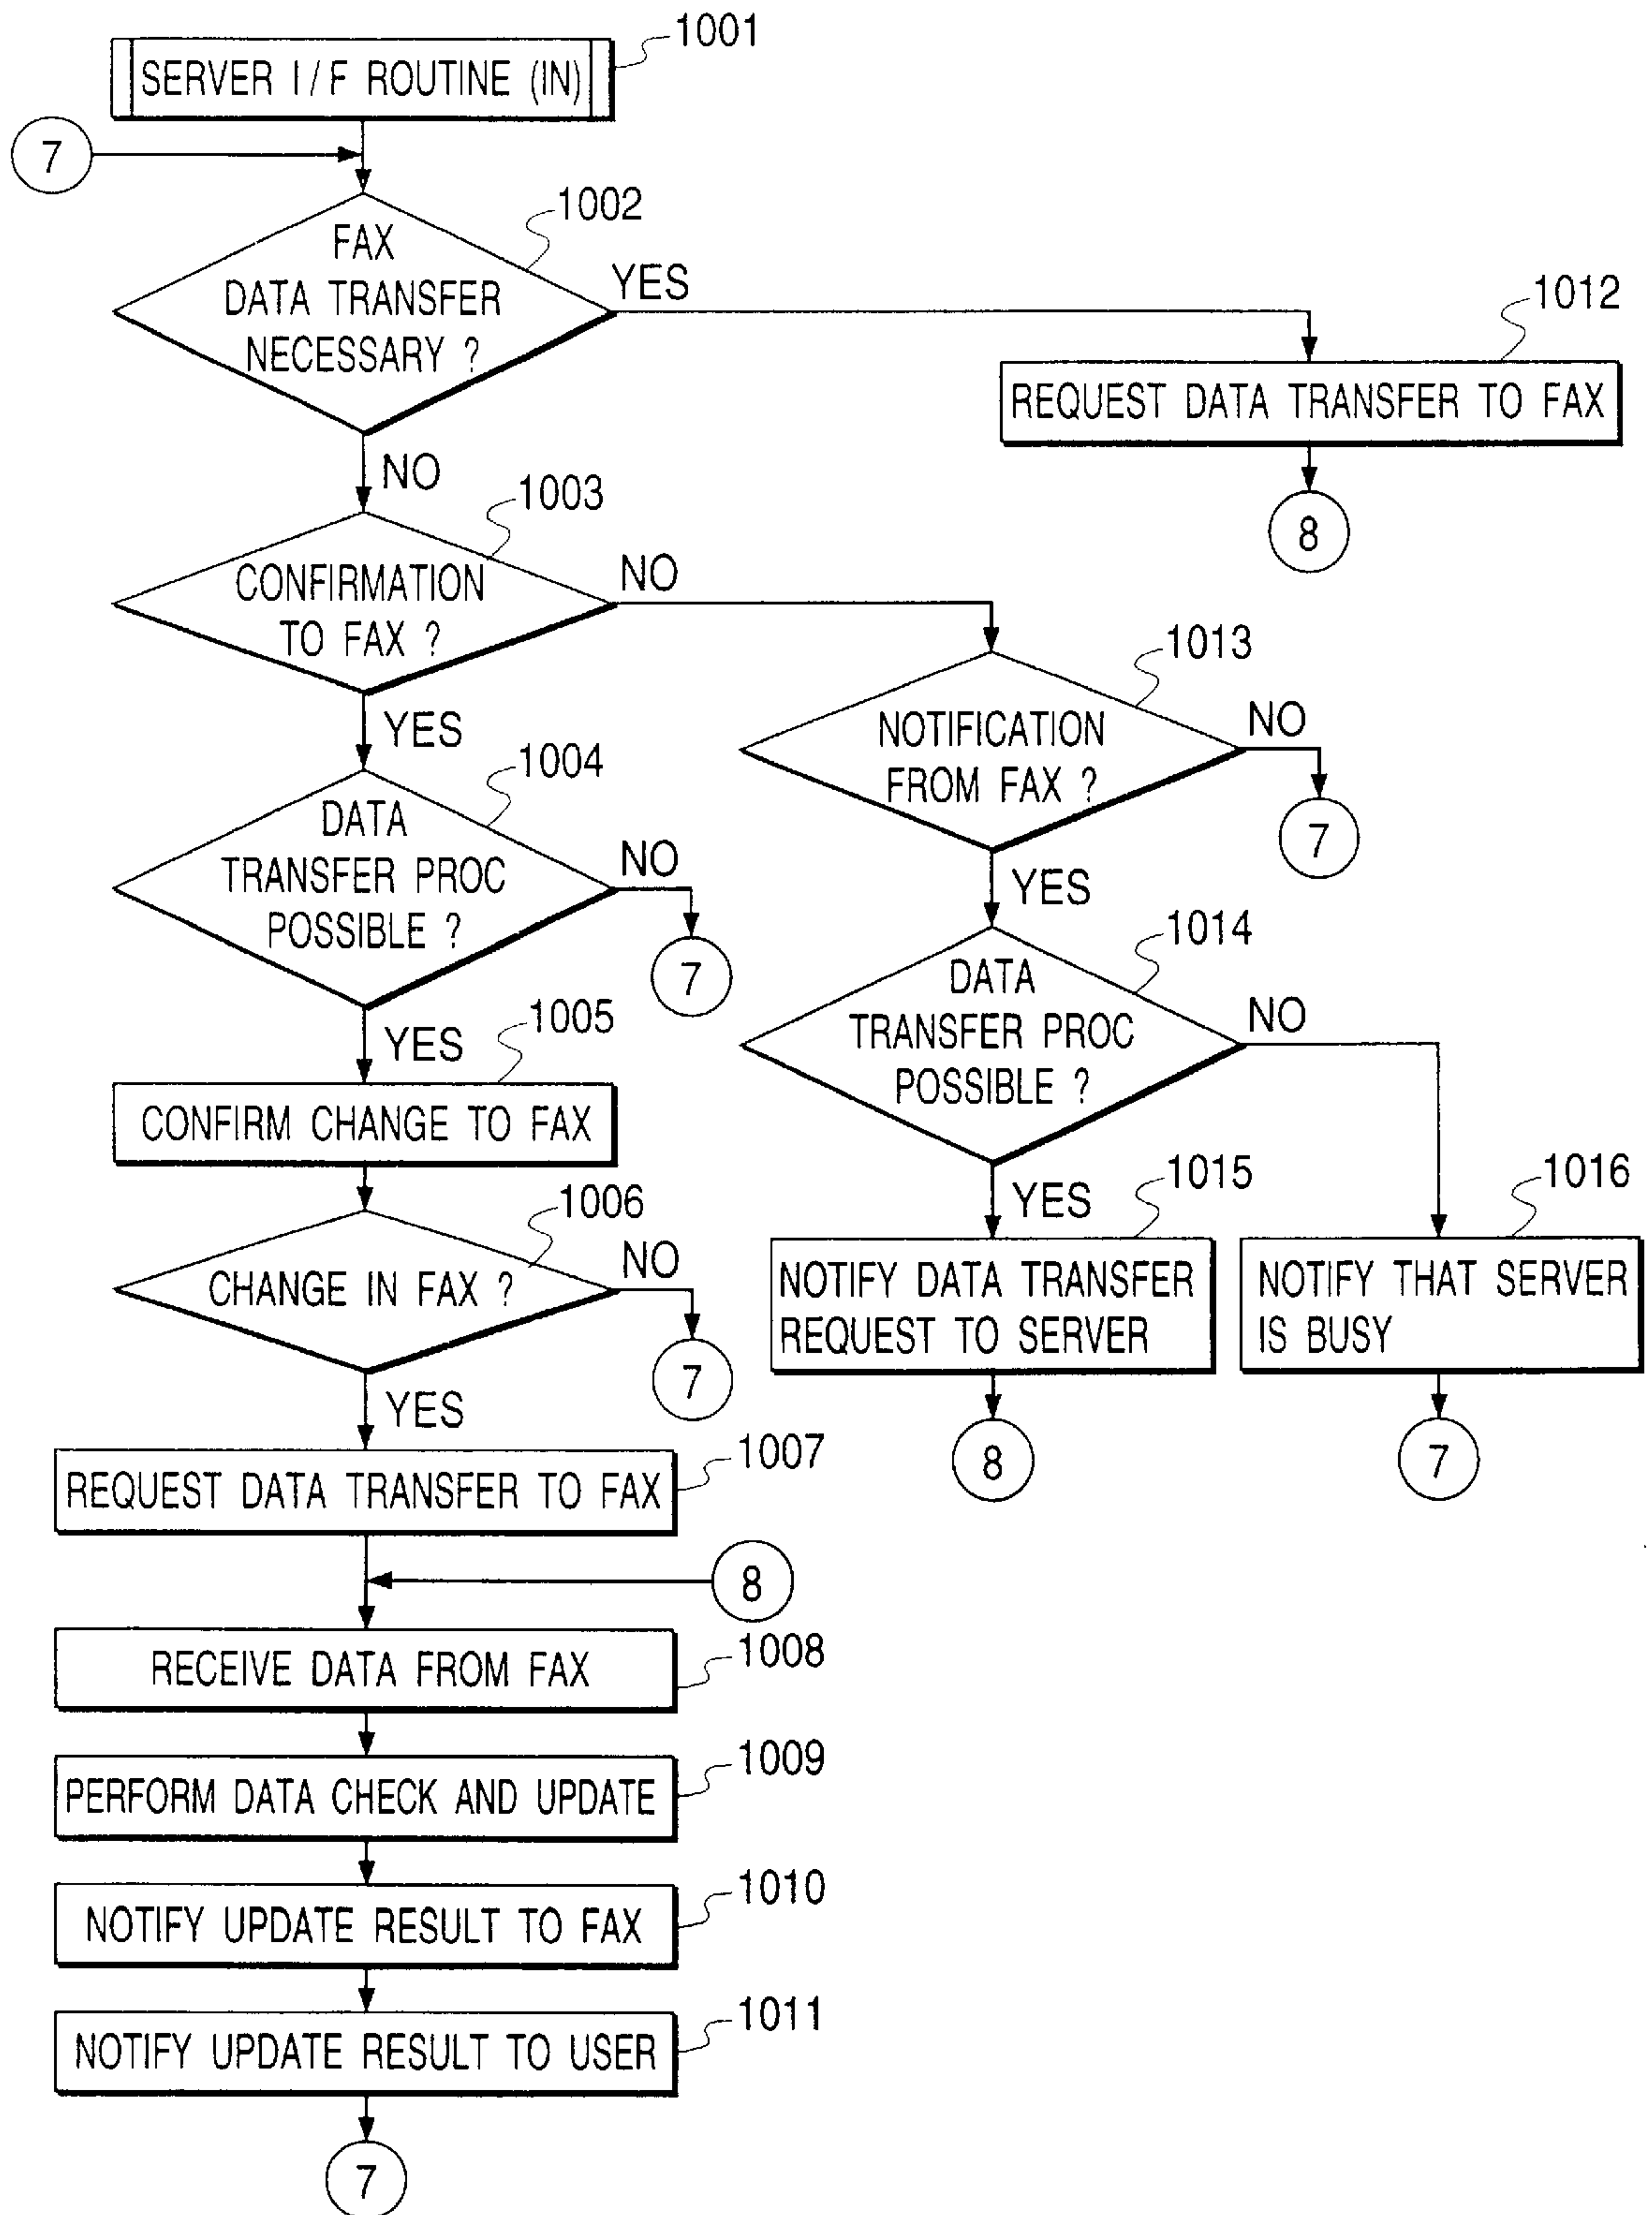 1001
SERVER I/F ROUTINE (IN)
7
1002
FAX
DATA TRANSFER
NECESSARY ?
YES
1012
REQUEST DATA TRANSFER TO FAX
8
NO
1003
CONFIRMATION
TO FAX ?
NO
1013
NOTIFICATION
FROM FAX ?
NO
7
YES
1004
DATA
TRANSFER PROC
POSSIBLE ?
NO
7
YES
1014
DATA
TRANSFER PROC
POSSIBLE ?
NO
YES
1005
CONFIRM CHANGE TO FAX
1006
CHANGE IN FAX ?
NO
7
YES
1015
NOTIFY DATA TRANSFER
REQUEST TO SERVER
8
1016
NOTIFY THAT SERVER
IS BUSY
7
YES
1007
REQUEST DATA TRANSFER TO FAX
8
1008
RECEIVE DATA FROM FAX
1009
PERFORM DATA CHECK AND UPDATE
1010
NOTIFY UPDATE RESULT TO FAX
1011
NOTIFY UPDATE RESULT TO USER
7